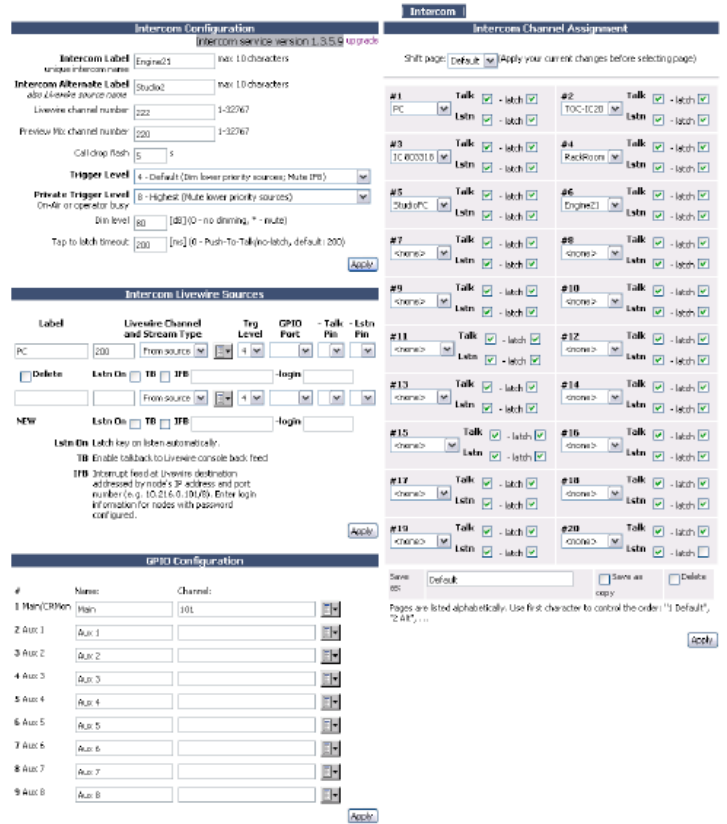 Intercom
Intercom Configuration
Intercom service version 1.3.5.9 upgrade
Intercom Label
unique intercom name
Engine21
max 10 characters
Intercom Alternate Label
also Livewire source name
Studio2
max 10 characters
Livewire channel number
222
1-32767
Preview Mix channel number
220
1-32767
Call drop flash
5
s
Trigger Level
4 - Default (Dim lower priority sources; Mute IFB)
Private Trigger Level
On-Air or operator busy
8 - Highest (Mute lower priority sources)
Dim level
80
[dB] (0 - no dimming, * - mute)
Tap to latch timeout
200
[ms] (0 - Push-To-Talk/no-latch, default: 200)
Apply
Intercom Livewire Sources
Label
Livewire Channel
and Stream Type
Trg
Level
GPIO
Port
- Talk
Pin
- Lstn
Pin
PC
200
From source
4
Delete
Lstn On
TB
IFB
-login
From source
4
NEW
Lstn On
TB
IFB
-login
Lstn On Latch key on listen automatically.
TB Enable talkback to Livewire console back feed
IFB Interrupt feed at Livewire destination
addressed by node's IP address and port
number (e.g. 10.216.0.101/8). Enter login
information for nodes with password
configured.
Apply
GPIO Configuration
#
Name:
Channel:
1 Main/CRMon
Main
101
2 Aux 1
Aux 1
3 Aux 2
Aux 2
4 Aux 3
Aux 3
5 Aux 4
Aux 4
6 Aux 5
Aux 5
7 Aux 6
Aux 6
8 Aux 7
Aux 7
9 Aux 8
Aux 8
Apply
Intercom Channel Assignment
Shift page: Default (Apply your current changes before selecting page)
#1
PC
Talk - latch
Lstn - latch
#2
TOC-IC20
Talk - latch
Lstn - latch
#3
Talk - latch
Lstn - latch
#4
RackRoom
Talk - latch
Lstn - latch
#5
StudioPC
Talk - latch
Lstn - latch
#6
Engine21
Talk - latch
Lstn - latch
#7
<none>
Talk - latch
Lstn - latch
#8
<none>
Talk - latch
Lstn - latch
#9
<none>
Talk - latch
Lstn - latch
#10
<none>
Talk - latch
Lstn - latch
#11
<none>
Talk - latch
Lstn - latch
#12
<none>
Talk - latch
Lstn - latch
#13
<none>
Talk - latch
Lstn - latch
#14
<none>
Talk - latch
Lstn - latch
#15
<none>
Talk - latch
Lstn - latch
#16
<none>
Talk - latch
Lstn - latch
#17
<none>
Talk - latch
Lstn - latch
#18
<none>
Talk - latch
Lstn - latch
#19
<none>
Talk - latch
Lstn - latch
#20
<none>
Talk - latch
Lstn - latch
Save
as:
Default
Save as
copy
Delete
Pages are listed alphabetically. Use first character to control the order: "1 Default",
"2 Alt", ...
Apply